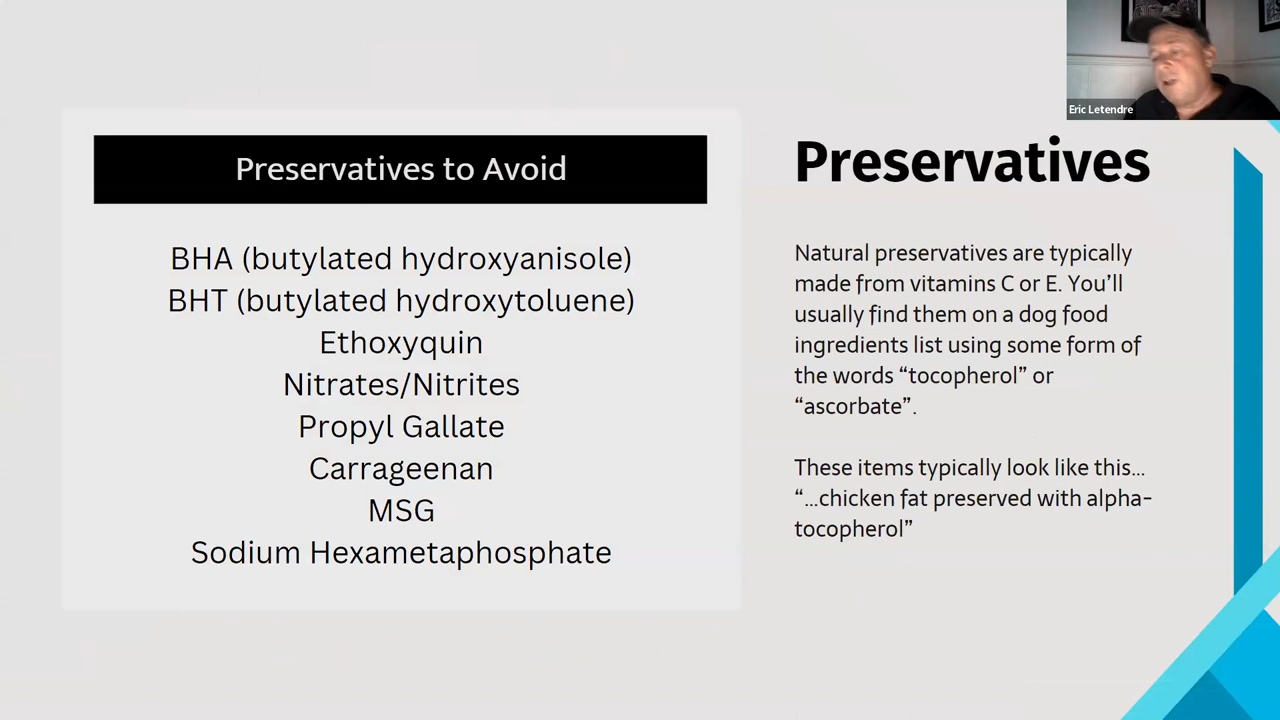 Eric Letendre
Preservatives to Avoid
BHA (butylated hydroxyanisole)
BHT (butylated hydroxytoluene)
Ethoxyquin
Nitrates/Nitrites
Propyl Gallate
Carrageenan
MSG
Sodium Hexametaphosphate
Preservatives
Natural preservatives are typically
made from vitamins C or E. You’ll
usually find them on a dog food
ingredients list using some form of
the words “tocopherol” or
“ascorbate”.
These items typically look like this...
“...chicken fat preserved with alpha-
tocopherol”